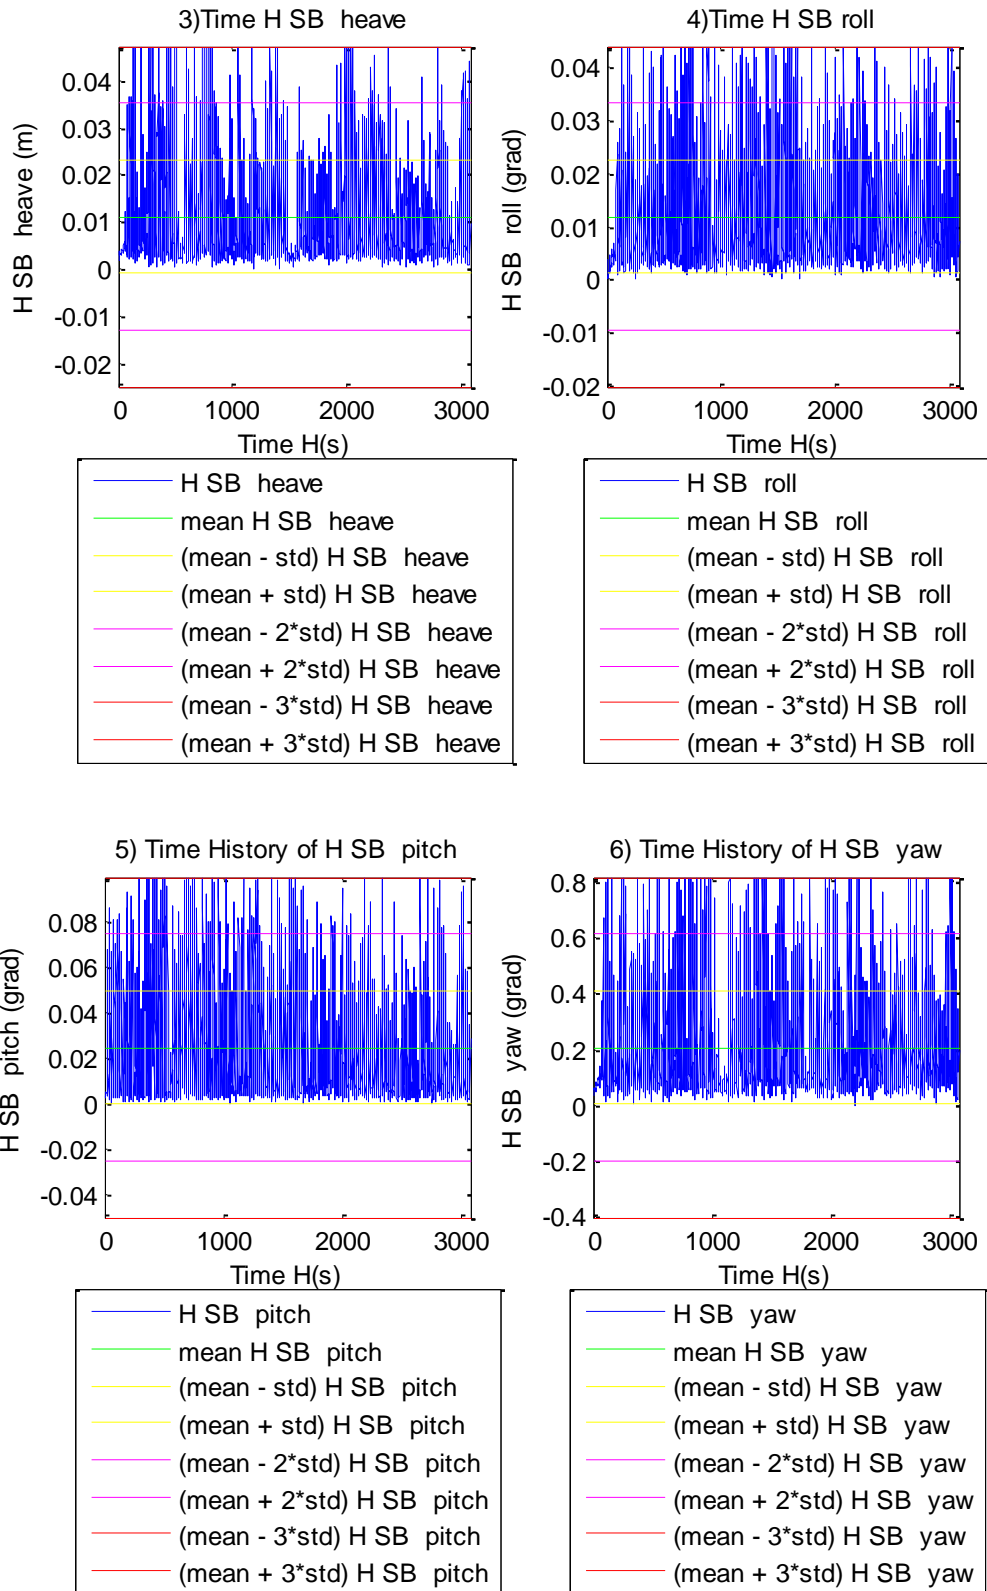 3)Time H SB heave
0.04
0.03
0.02
0.01
0
-0.01
-0.02
H SB heave (m)
0 1000 2000 3000
Time H(s)
H SB heave
mean H SB heave
(mean - std) H SB heave
(mean + std) H SB heave
(mean - 2*std) H SB heave
(mean + 2*std) H SB heave
(mean - 3*std) H SB heave
(mean + 3*std) H SB heave
4)Time H SB roll
0.04
0.03
0.02
0.01
0
-0.01
-0.02
H SB roll (grad)
0 1000 2000 3000
Time H(s)
H SB roll
mean H SB roll
(mean - std) H SB roll
(mean + std) H SB roll
(mean - 2*std) H SB roll
(mean + 2*std) H SB roll
(mean - 3*std) H SB roll
(mean + 3*std) H SB roll
5) Time History of H SB pitch
0.08
0.06
0.04
0.02
0
-0.02
-0.04
H SB pitch (grad)
0 1000 2000 3000
Time H(s)
H SB pitch
mean H SB pitch
(mean - std) H SB pitch
(mean + std) H SB pitch
(mean - 2*std) H SB pitch
(mean + 2*std) H SB pitch
(mean - 3*std) H SB pitch
(mean + 3*std) H SB pitch
6) Time History of H SB yaw
0.8
0.6
0.4
0.2
0
-0.2
-0.4
H SB yaw (grad)
0 1000 2000 3000
Time H(s)
H SB yaw
mean H SB yaw
(mean - std) H SB yaw
(mean + std) H SB yaw
(mean - 2*std) H SB yaw
(mean + 2*std) H SB yaw
(mean - 3*std) H SB yaw
(mean + 3*std) H SB yaw